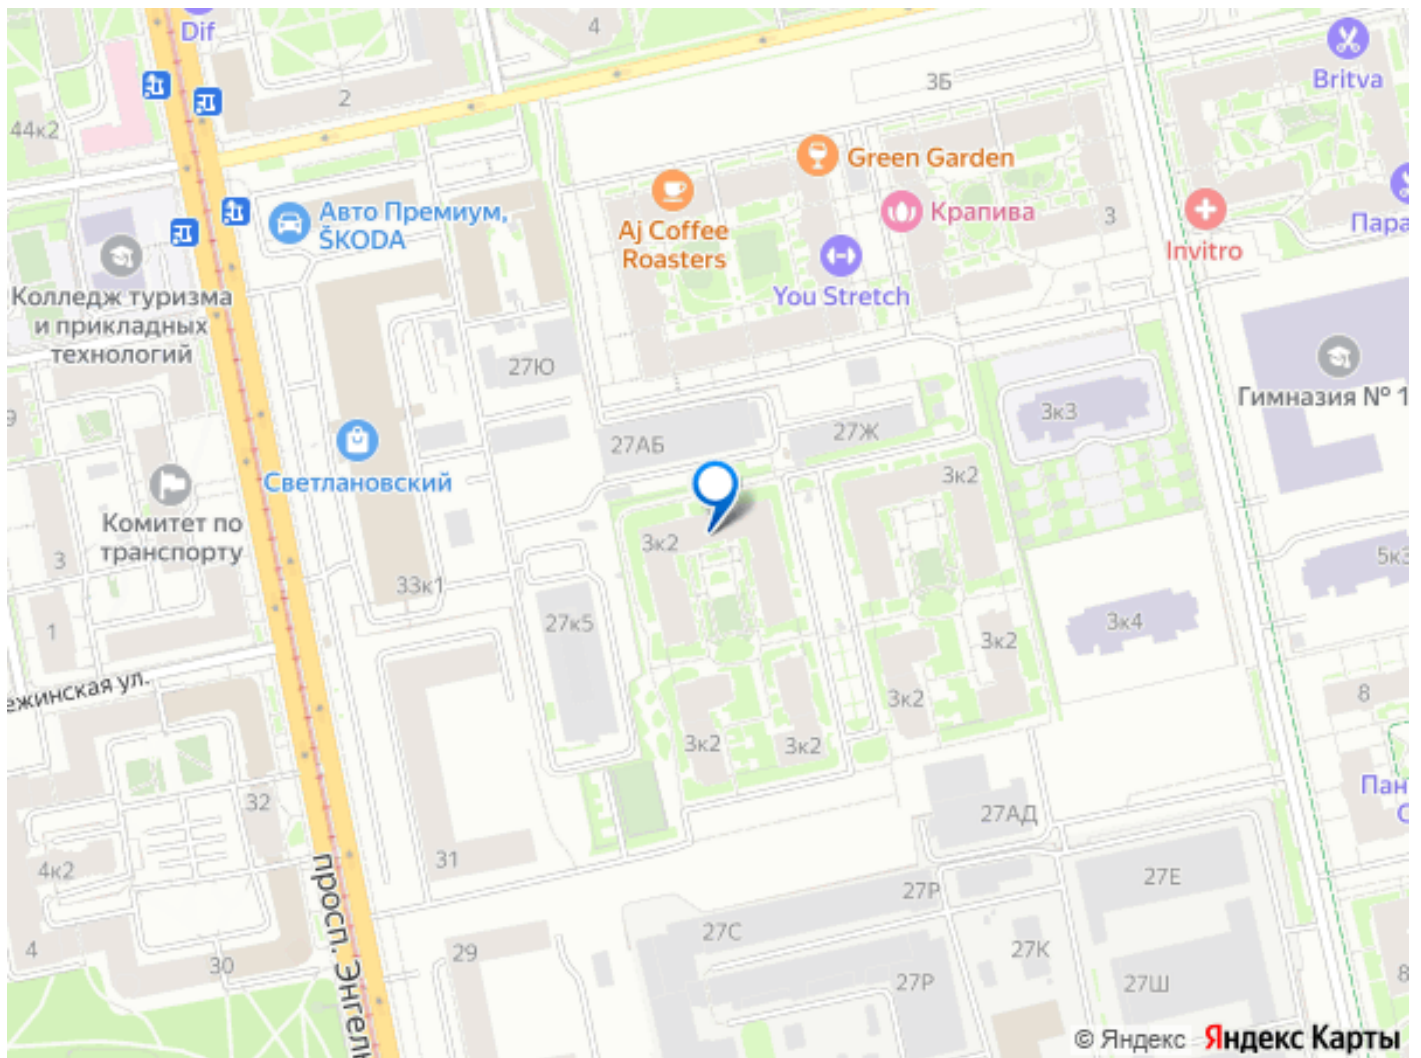 Dif
4
2
44к2
3Б
Britva
Green Garden
Aj Coffee
Roasters
Крапива
3
Авто Премиум,
ŠKODA
Invitro
You Stretch
Колледж туризма
и прикладных
технологий
27Ю
Гимназия № 1
3к3
9
27АБ
27Ж
Светлановский
3к2
Комитет по
транспорту
3к2
3
33к1
5к3
27к5
3к4
1
3к2
3к2
8
3к2
3к2
32
27АД
31
4к2
27Е
27Р
просп.
27С
29
4
30
27К
27Р
27Ш
8
© Яндекс Яндекс Карты